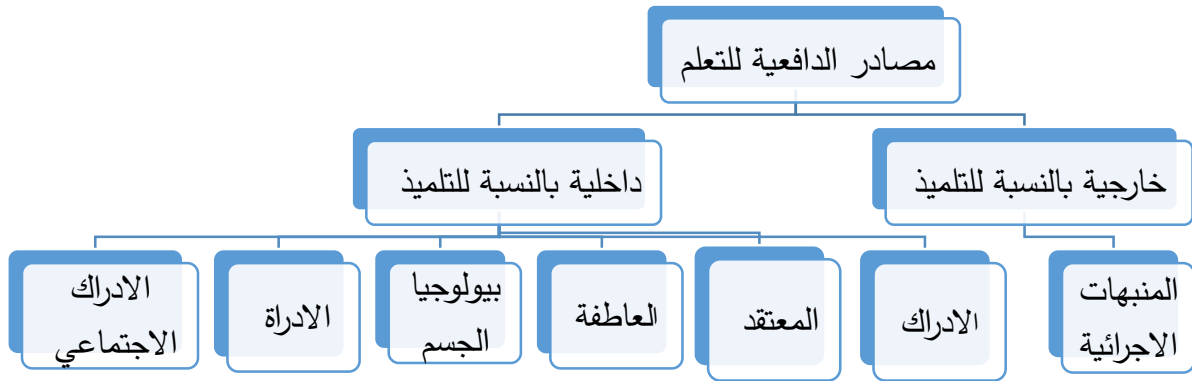 مصادر الدافعية للتعلم
خارجية بالنسبة للتلميذ
داخلية بالنسبة للتلميذ
المنبهات
الاجرائية
الادراك
المعتقد
العاطفة
بيولوجيا
الجسم
الادراة
الادراك
الاجتماعي